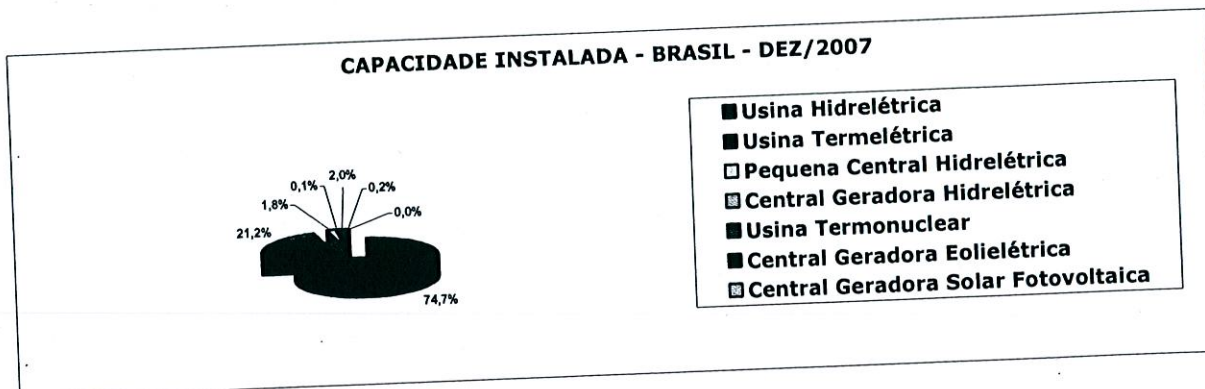 CAPACIDADE INSTALADA - BRASIL - DEZ/2007
Usina Hidrelétrica
Usina Termelétrica
Pequena Central Hidrelétrica
Central Geradora Hidrelétrica
Usina Termonuclear
Central Geradora Eolielétrica
Central Geradora Solar Fotovoltaica
2,0%
0,1%
0,2%
1,8%
0,0%
21,2%
74,7%